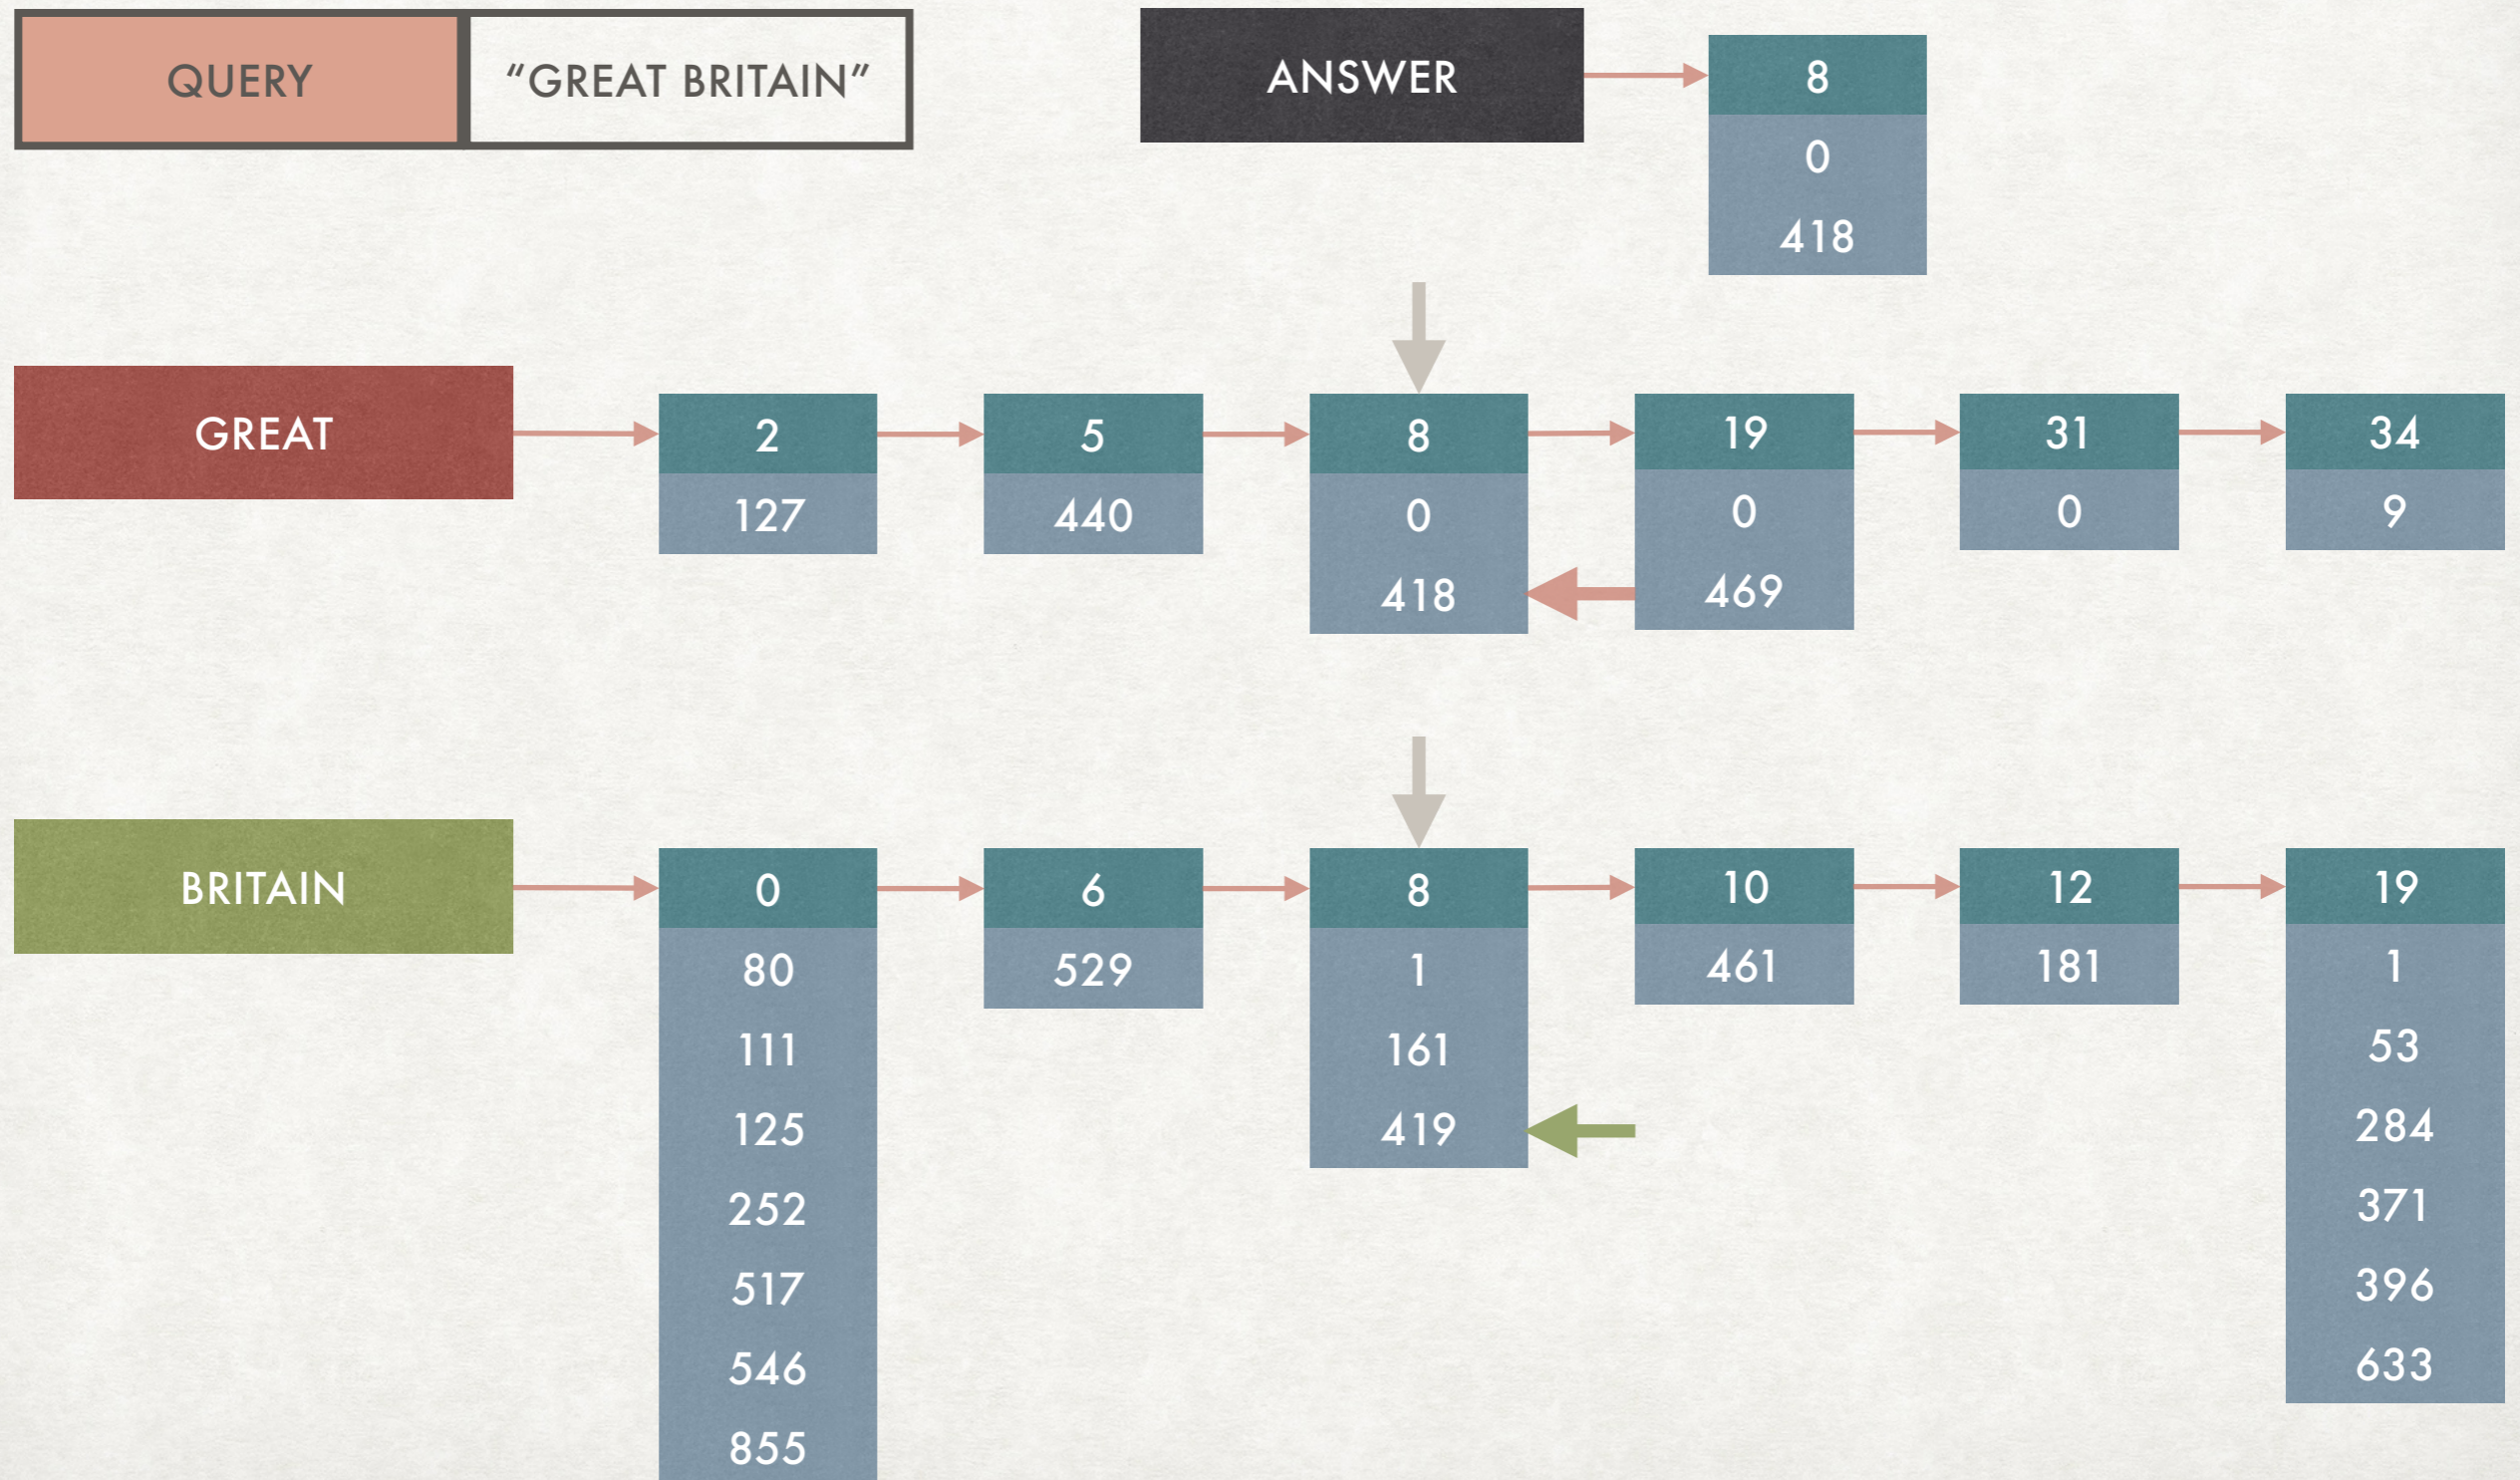 QUERY “GREAT BRITAIN”
ANSWER 8
0
418
GREAT 2 5 8 19 31 34
127 440 0 0 0 9
418 469
BRITAIN 0 6 8 10 12 19
80 529 1 461 181 1
111 161 53
125 419 284
252 371
517 396
546 633
855